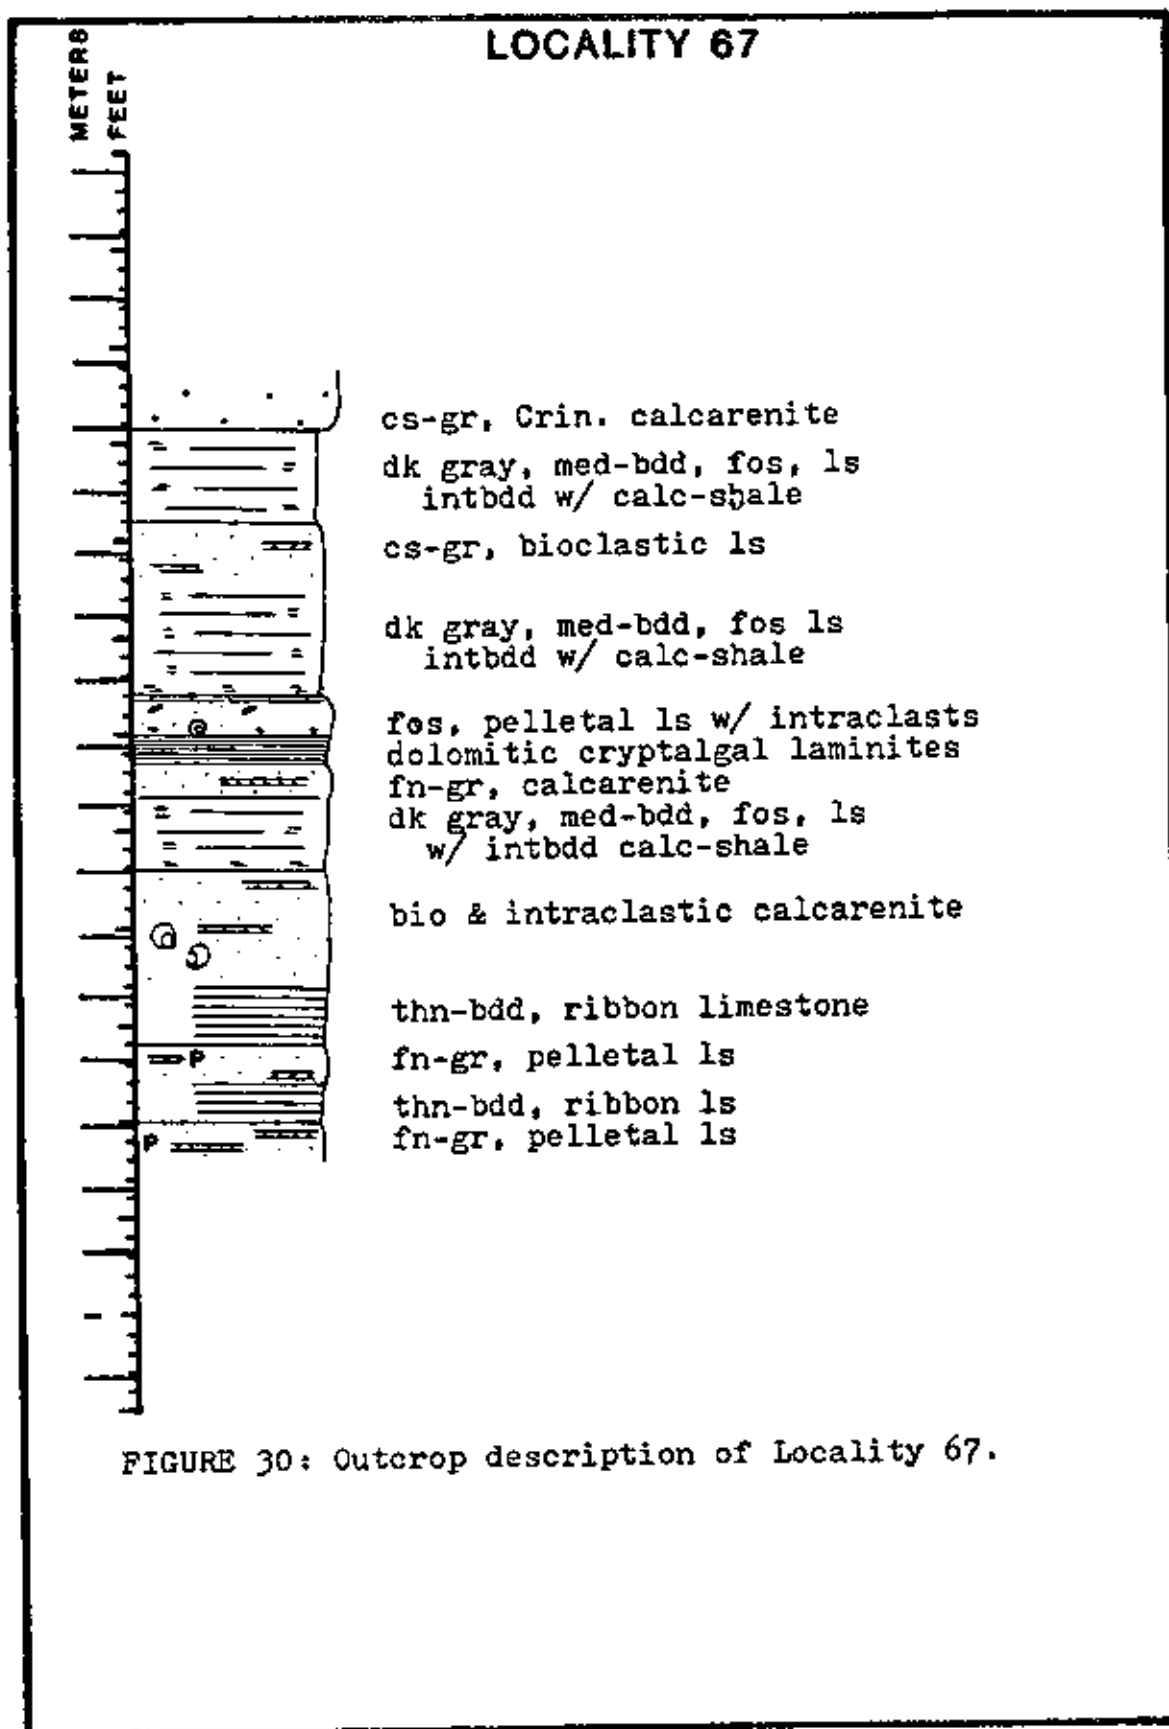 LOCALITY 67
METERS
FEET
cs-gr, Crin. calcarenite
dk gray, med-bdd, fos, ls
intbdd w/ calc-shale
cs-gr, bioclastic ls
dk gray, med-bdd, fos ls
intbdd w/ calc-shale
fos, pelletal ls w/ intraclasts
dolomitic cryptalgal laminites
fn-gr, calcarenite
dk gray, med-bdd, fos, ls
w/ intbdd calc-shale
bio & intraclastic calcarenite
thn-bdd, ribbon limestone
P
fn-gr, pelletal ls
thn-bdd, ribbon ls
P
fn-gr, pelletal ls
FIGURE 30: Outcrop description of Locality 67.